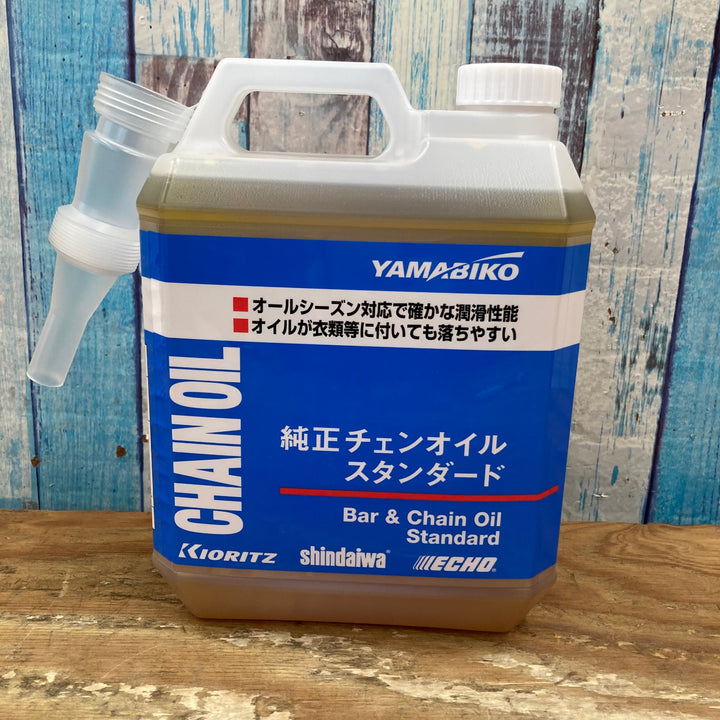 YAMABIKO
■オールシーズン対応で確かな潤滑性能
■オイルが衣類等に付いても落ちやすい
CHAIN OIL
純正チェンオイル
スタンダード
Bar & Chain Oil
Standard
KIORITZ shindaiwa® ECHO®